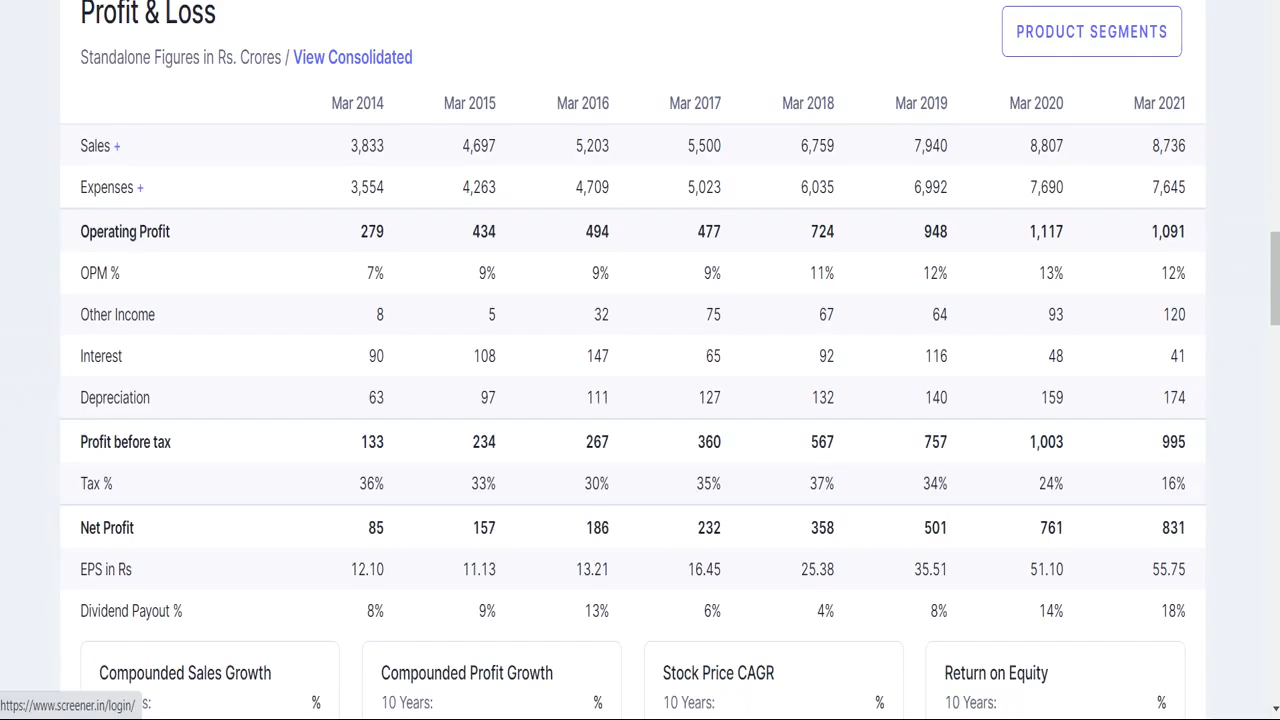 Profit & Loss
PRODUCT SEGMENTS
Standalone Figures in Rs. Crores / View Consolidated
Mar 2014 Mar 2015 Mar 2016 Mar 2017 Mar 2018 Mar 2019 Mar 2020 Mar 2021
Sales + 3,833 4,697 5,203 5,500 6,759 7,940 8,807 8,736
Expenses + 3,554 4,263 4,709 5,023 6,035 6,992 7,690 7,645
Operating Profit 279 434 494 477 724 948 1,117 1,091
OPM % 7% 9% 9% 9% 11% 12% 13% 12%
Other Income 8 5 32 75 67 64 93 120
Interest 90 108 147 65 92 116 48 41
Depreciation 63 97 111 127 132 140 159 174
Profit before tax 133 234 267 360 567 757 1,003 995
Tax % 36% 33% 30% 35% 37% 34% 24% 16%
Net Profit 85 157 186 232 358 501 761 831
EPS in Rs 12.10 11.13 13.21 16.45 25.38 35.51 51.10 55.75
Dividend Payout % 8% 9% 13% 6% 4% 8% 14% 18%
Compounded Sales Growth Compounded Profit Growth Stock Price CAGR Return on Equity
s: % 10 Years: % 10 Years: % 10 Years: %
https://www.screener.in/login/